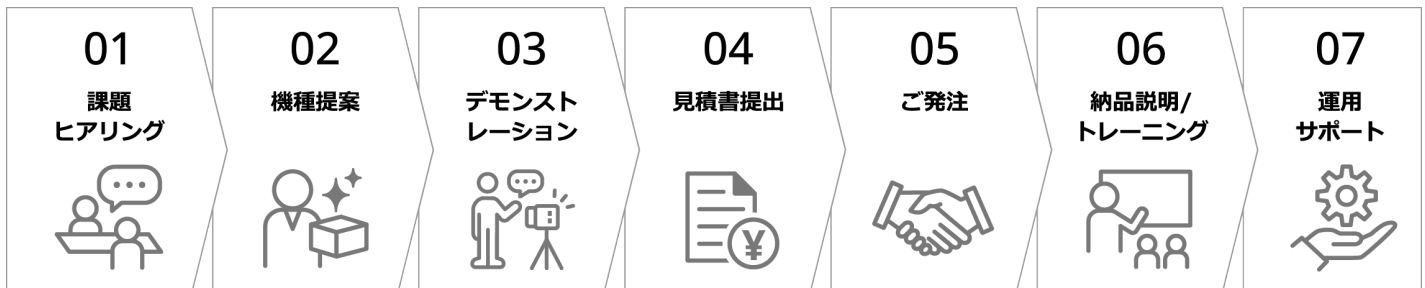 01
課題
ヒアリング
02
機種提案
03
デモンスト
レーション
04
見積書提出
¥
05
ご発注
06
納品説明/
トレーニング
07
運用
サポート